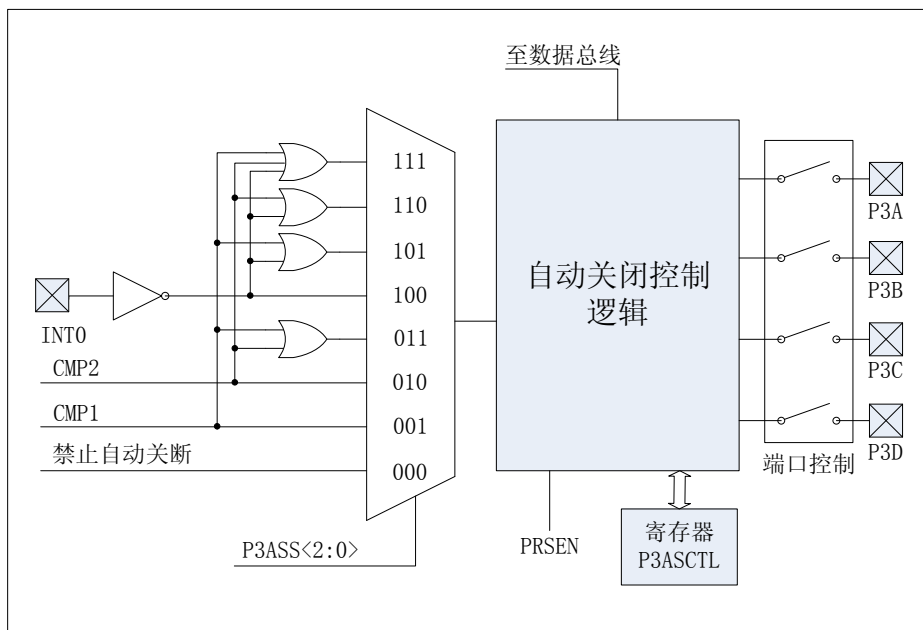 至数据总线
111
110
101
100
011
010
001
000
INT0
CMP2
CMP1
禁止自动关断
P3ASS<2:0>
自动关闭控制
逻辑
PRSEN
寄存器
P3ASCTL
P3A
P3B
P3C
P3D
端口控制